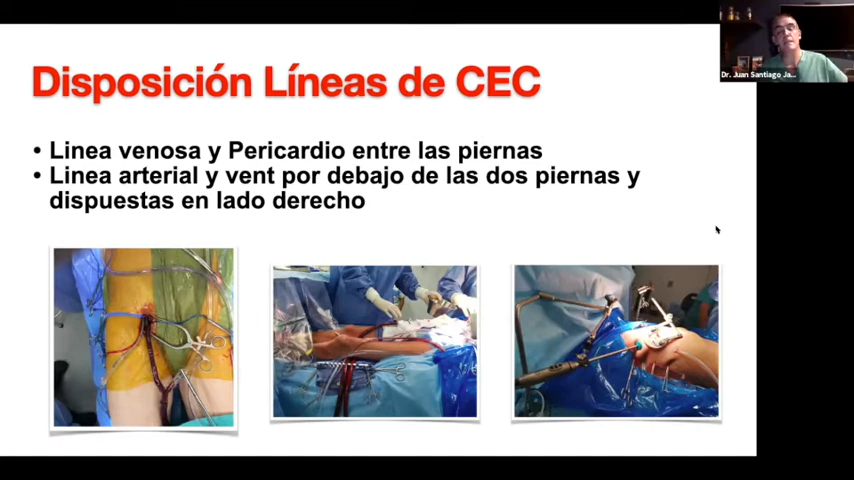 Dr. Juan Santiago Ja...
Disposición Líneas de CEC
• Linea venosa y Pericardio entre las piernas
• Linea arterial y vent por debajo de las dos piernas y
dispuestas en lado derecho